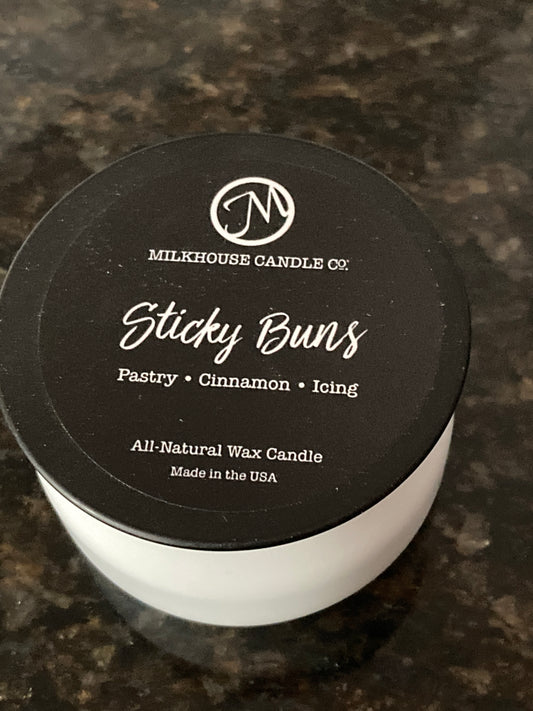 M
MILKHOUSE CANDLE CO.
Sticky Buns
Pastry • Cinnamon • Icing
All-Natural Wax Candle
Made in the USA